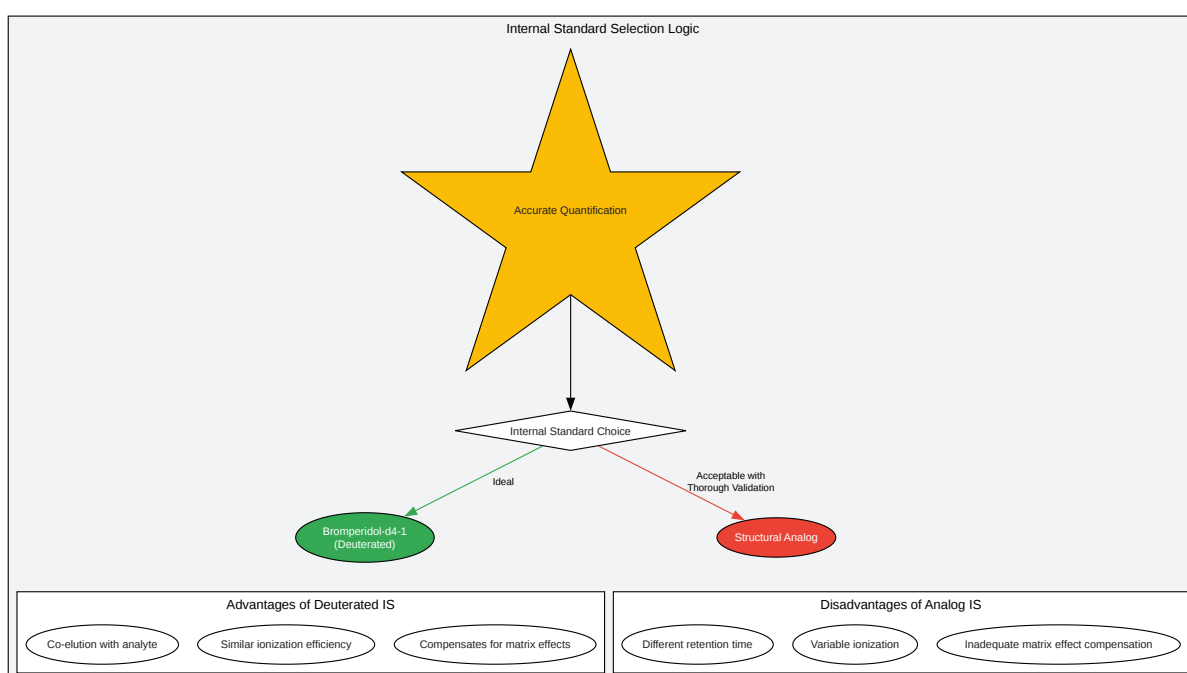 Internal Standard Selection Logic
Accurate Quantification
Internal Standard Choice
Ideal
Acceptable with
Thorough Validation
Bromperidol-d4-1
(Deuterated)
Structural Analog
Advantages of Deuterated IS
Co-elution with analyte
Similar ionization efficiency
Compensates for matrix effects
Disadvantages of Analog IS
Different retention time
Variable ionization
Inadequate matrix effect compensation